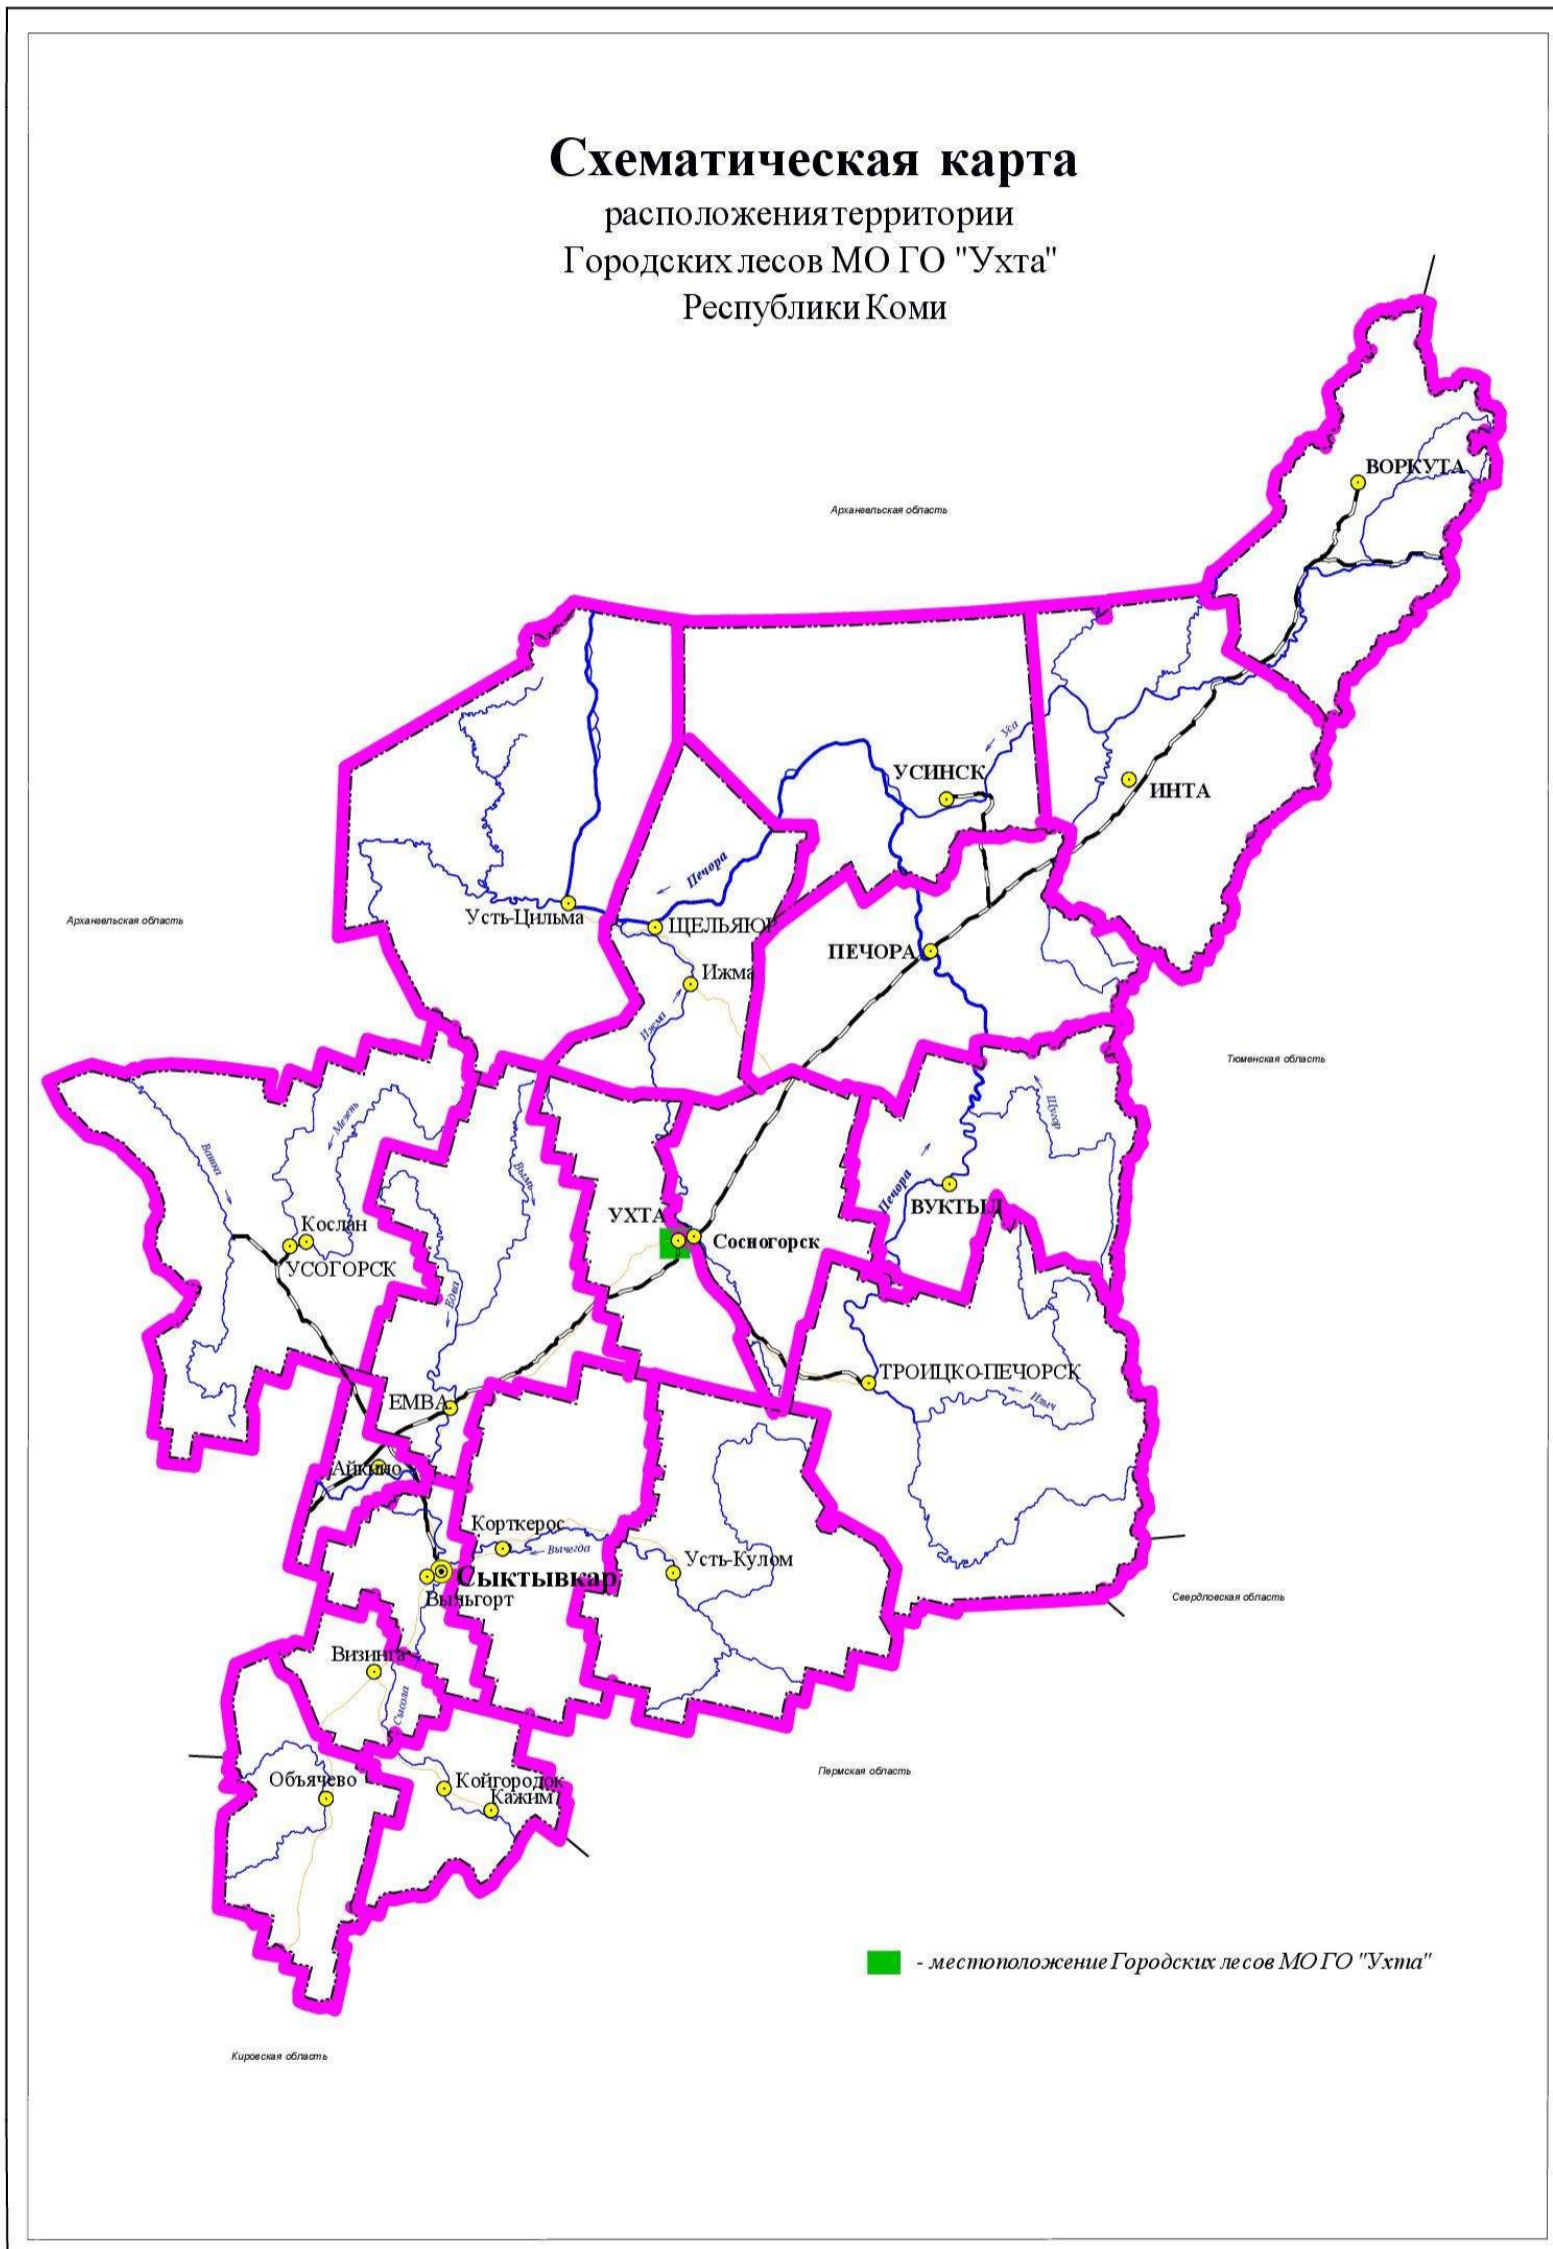 Схематическая карта
расположения территории
Городских лесов МО ГО "Ухта"
Республики Коми
ВОРКУТА
Архангельская область
Уса
УСИНСК
ИНТА
Печора
Архангельская область
Усть-Цильма
ЩЕЛЬЯЮР
ПЕЧОРА
Ижма
Ижма
Тюменская область
Мезень
Щугор
Вашка
Вымь
Печора
ВУКТЫЛ
УХТА
Кослан
Сосногорск
УСОГОРСК
Елва
ТРОИЦКО-ПЕЧОРСК
ЕМВА
Илыч
Айкино
Корткерос
Вычегда
Усть-Кулом
Сыктывкар
Выльгорт
Свердловская область
Визинга
Сысола
Пермская область
Объячево
Койгородок
Кажим
- местоположение Городских лесов МО ГО "Ухта"
Кировская область